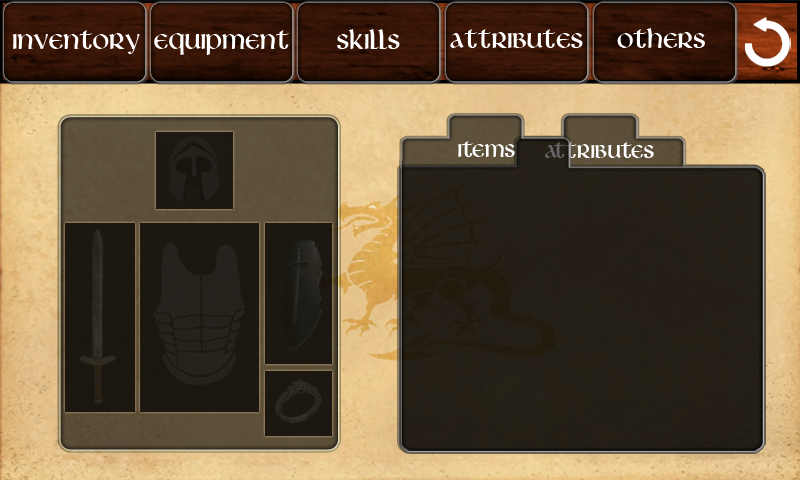 INVENTORY
EQUIPMENT
SKILLS
ATTRIBUTES
OTHERS
ITEMS
ATTRIBUTES